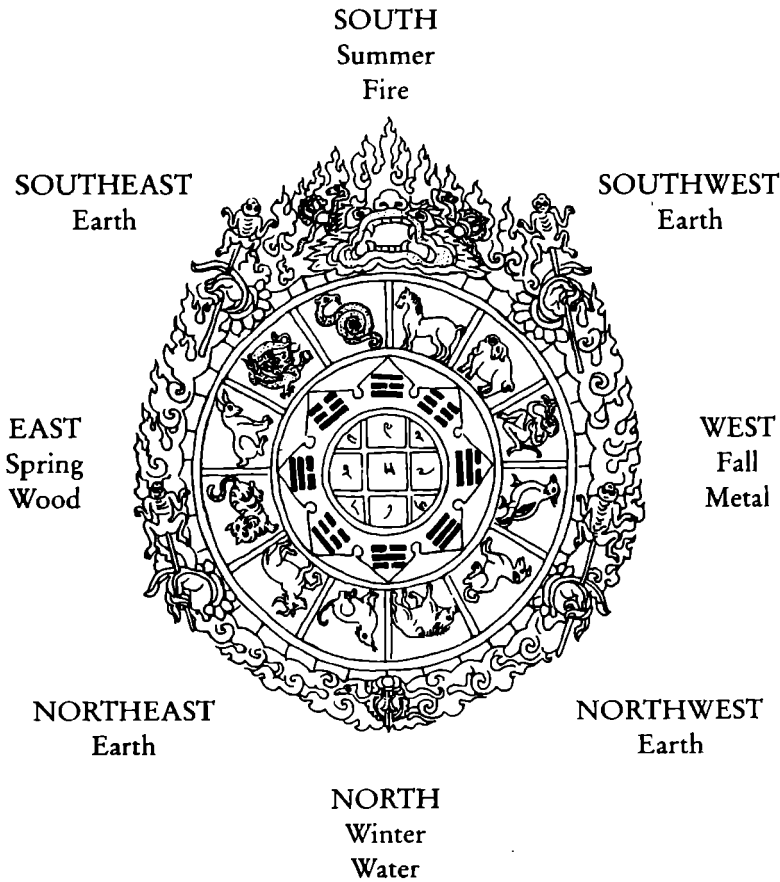 SOUTH
Summer
Fire
SOUTHEAST
Earth
SOUTHWEST
Earth
EAST
Spring
Wood
WEST
Fall
Metal
NORTHEAST
Earth
NORTHWEST
Earth
NORTH
Winter
Water